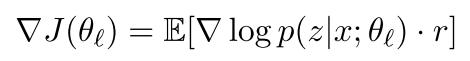 ∇J(θ_ℓ) = 𝔼[∇ log p(z|x; θ_ℓ) · r]